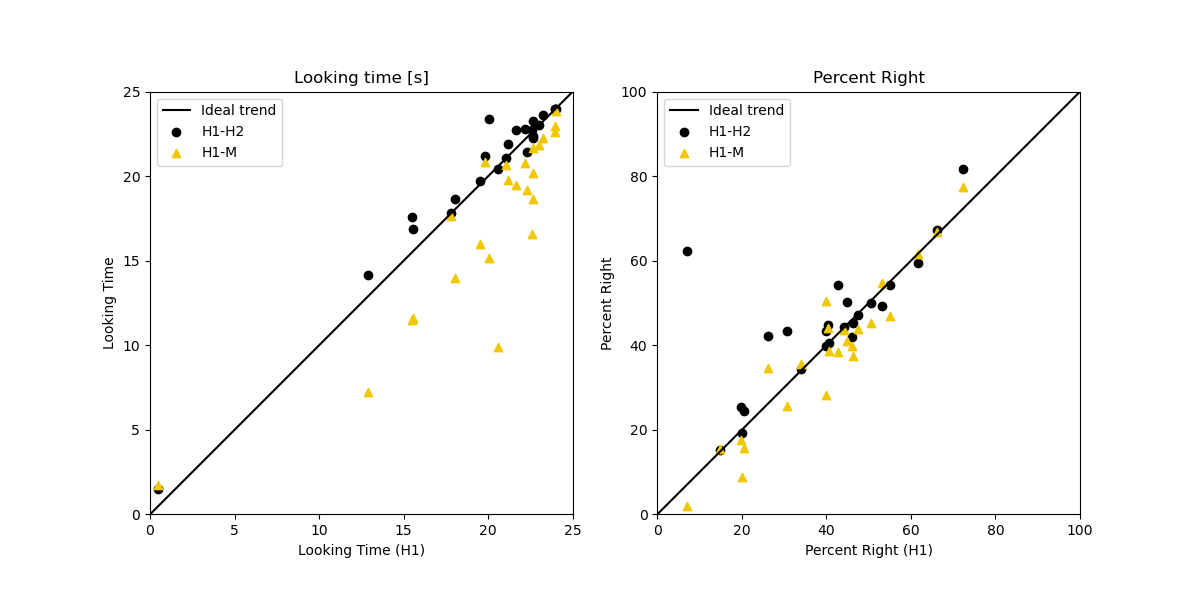 Looking time [s]
Ideal trend
H1-H2
H1-M
25
20
15
10
5
0
Looking Time
0 5 10 15 20 25
Looking Time (H1)
Percent Right
Ideal trend
H1-H2
H1-M
100
80
60
40
20
0
Percent Right
0 20 40 60 80 100
Percent Right (H1)